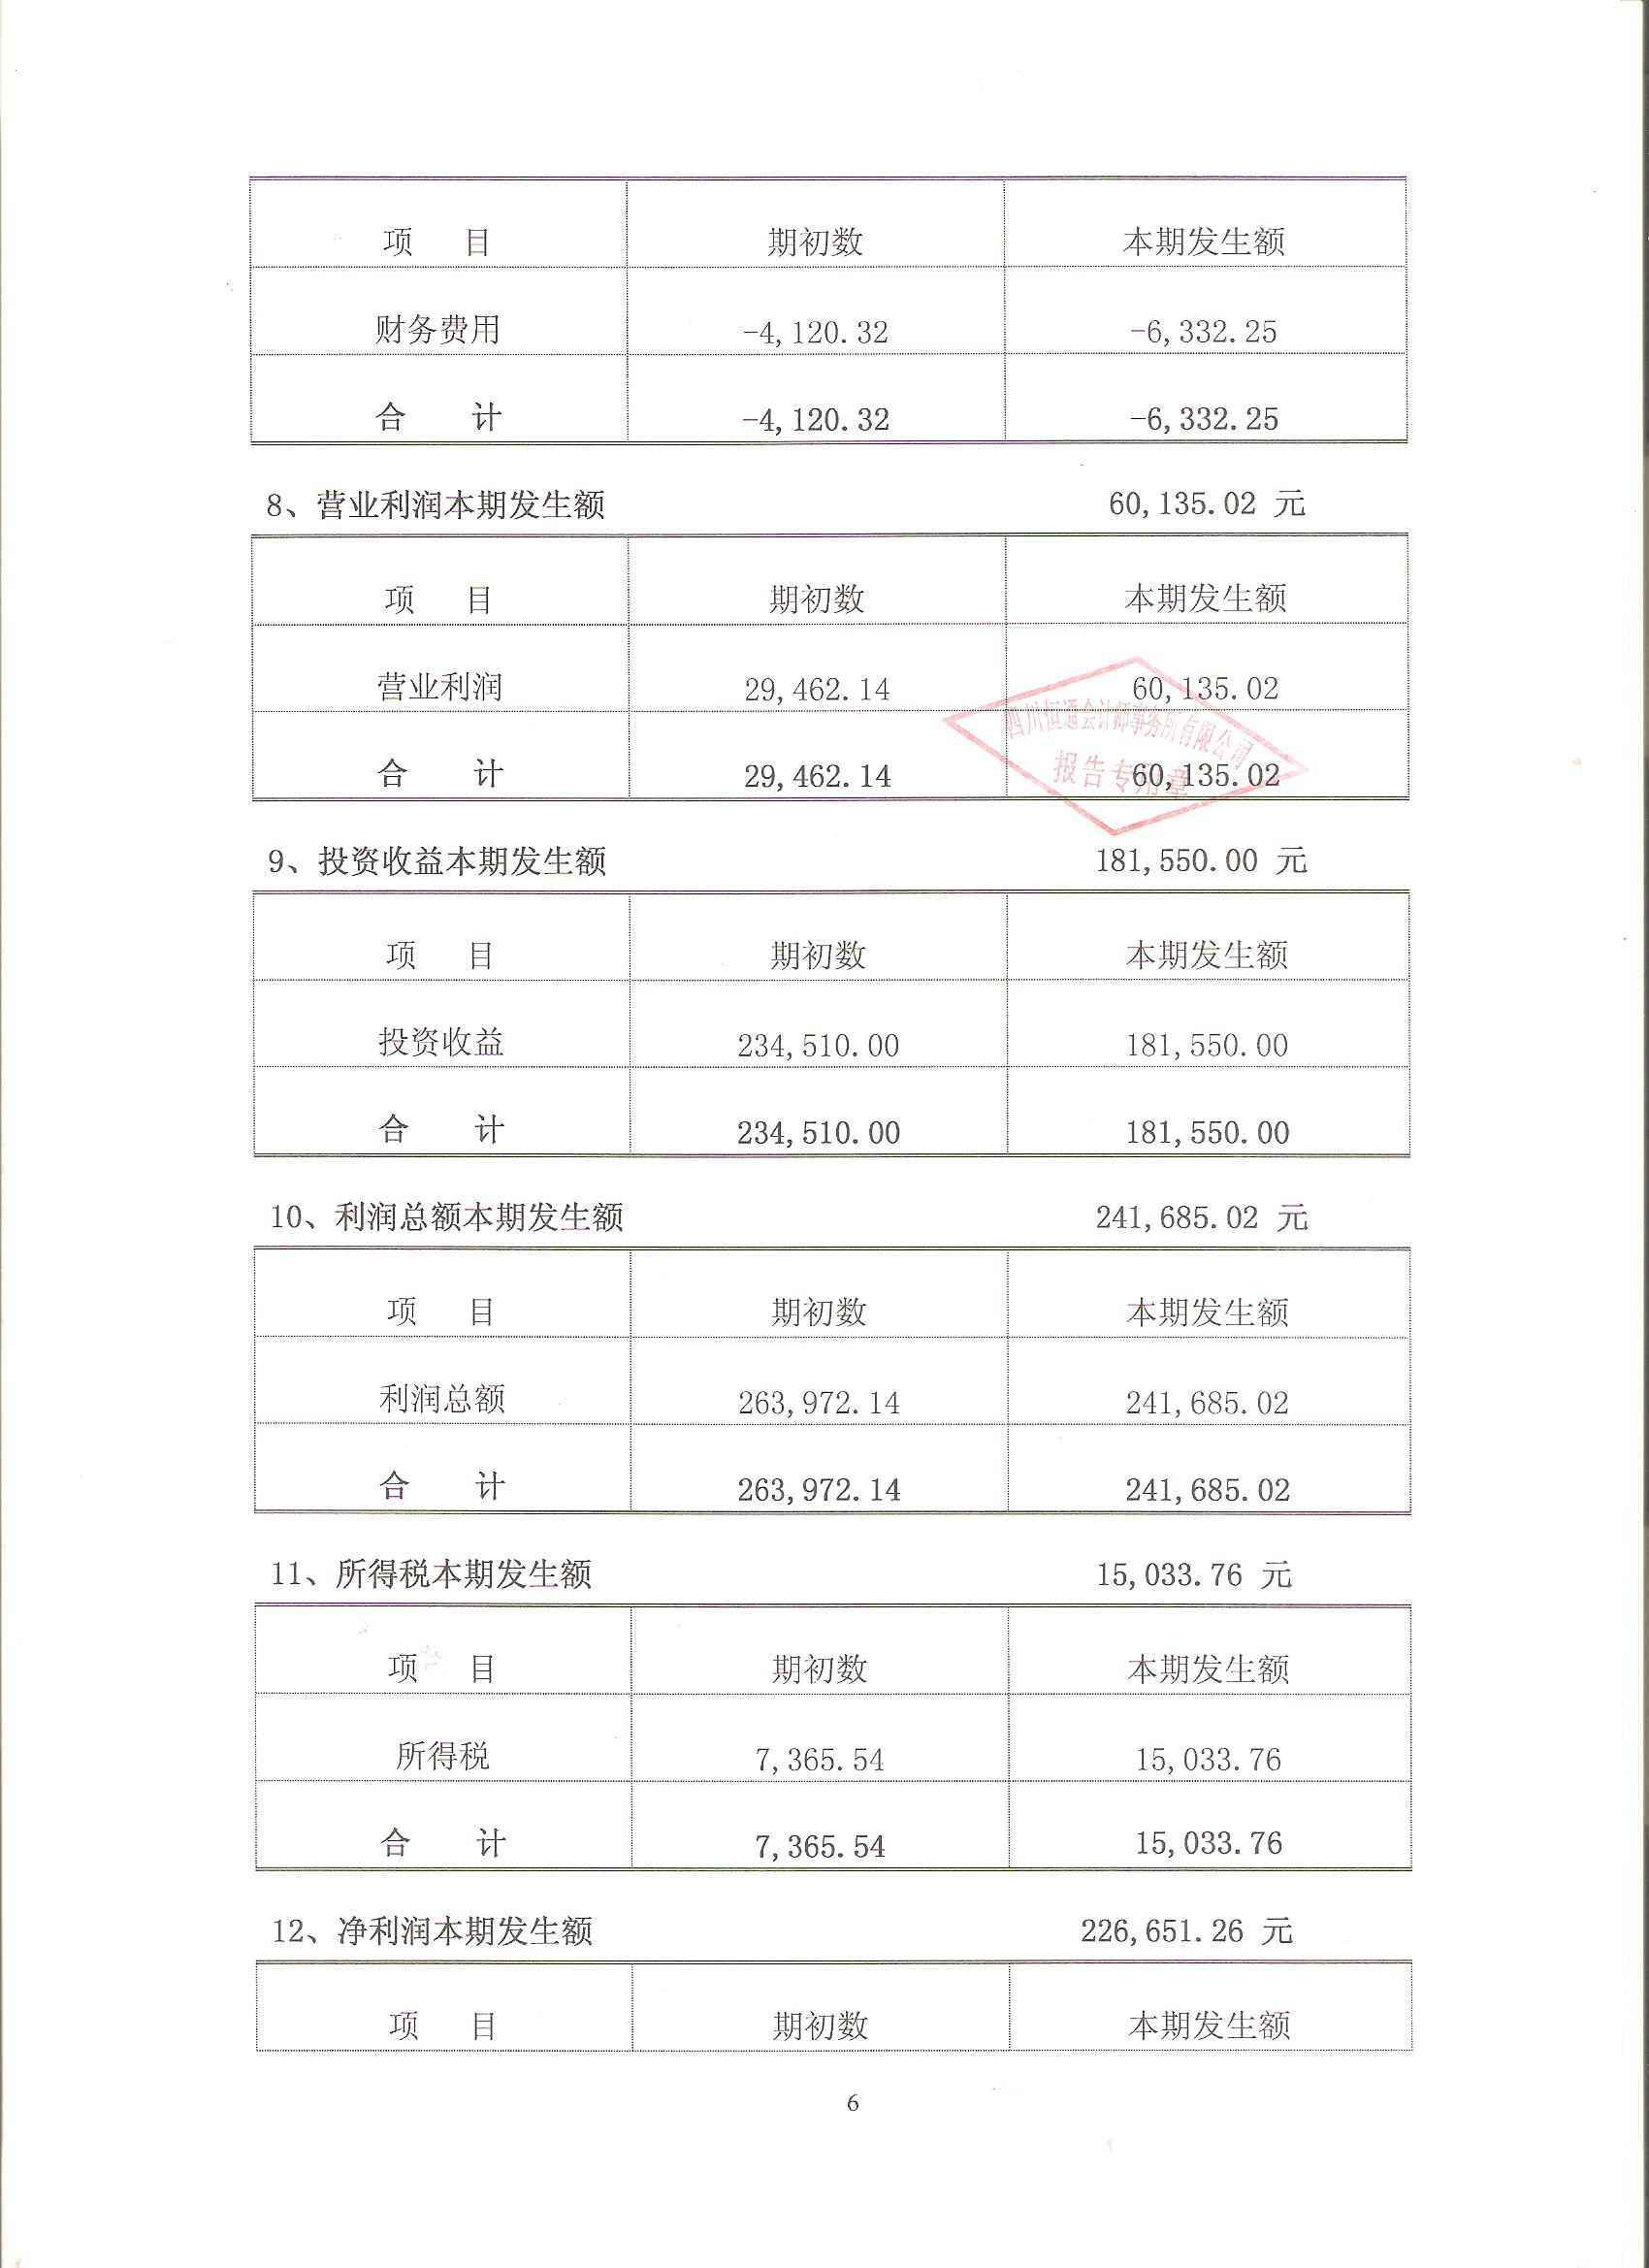 项 目 期初数 本期发生额
财务费用 -4,120.32 -6,332.25
合 计 -4,120.32 -6,332.25
8、营业利润本期发生额 60,135.02 元
项 目 期初数 本期发生额
营业利润 29,462.14 60,135.02
四川恒通会计师事务所有限公司
报告专用章
合 计 29,462.14 60,135.02
9、投资收益本期发生额 181,550.00 元
项 目 期初数 本期发生额
投资收益 234,510.00 181,550.00
合 计 234,510.00 181,550.00
10、利润总额本期发生额 241,685.02 元
项 目 期初数 本期发生额
利润总额 263,972.14 241,685.02
合 计 263,972.14 241,685.02
11、所得税本期发生额 15,033.76 元
项 目 期初数 本期发生额
所得税 7,365.54 15,033.76
合 计 7,365.54 15,033.76
12、净利润本期发生额 226,651.26 元
项 目 期初数 本期发生额
6